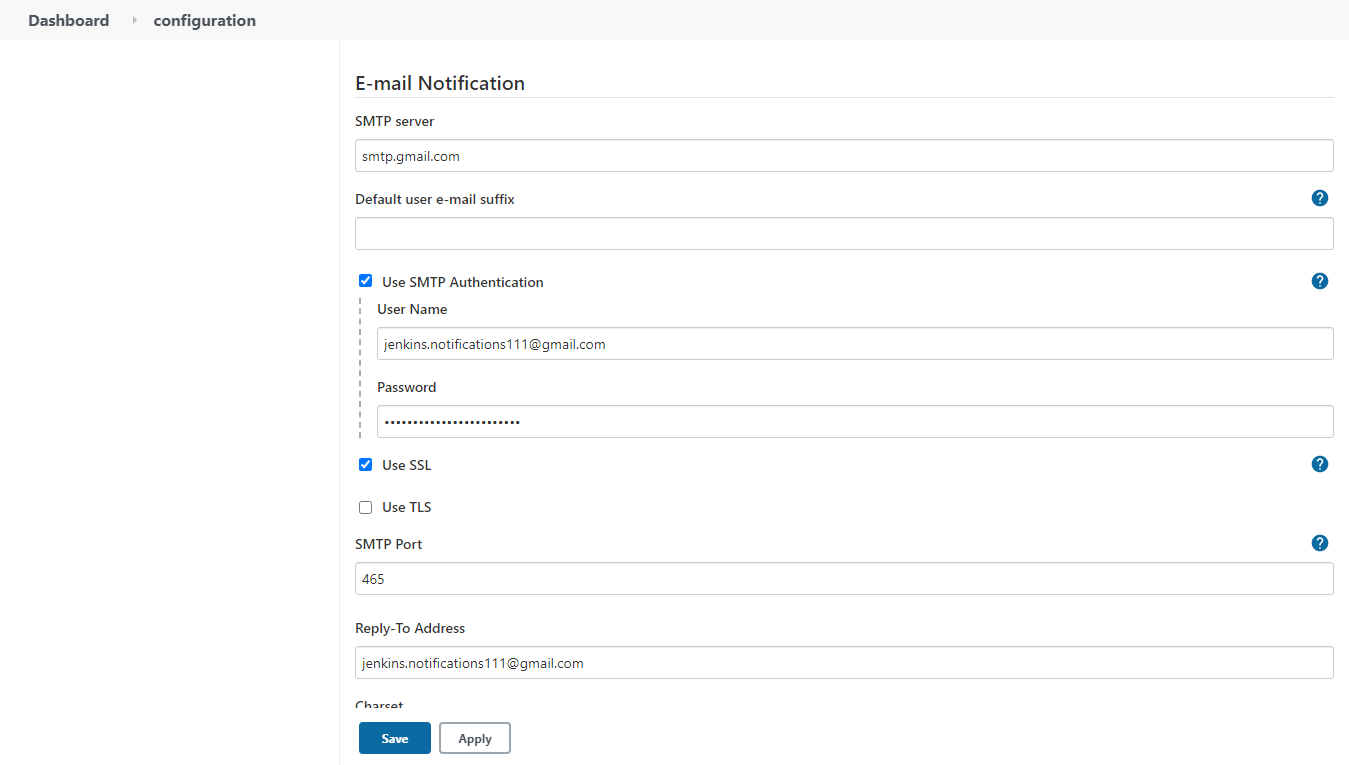 Dashboard configuration
E-mail Notification
SMTP server
smtp.gmail.com
Default user e-mail suffix
?
Use SMTP Authentication
?
User Name
jenkins.notifications111@gmail.com
Password
••••••••••••••••••••••••
Use SSL
?
Use TLS
SMTP Port
?
465
Reply-To Address
jenkins.notifications111@gmail.com
Charset
Save Apply